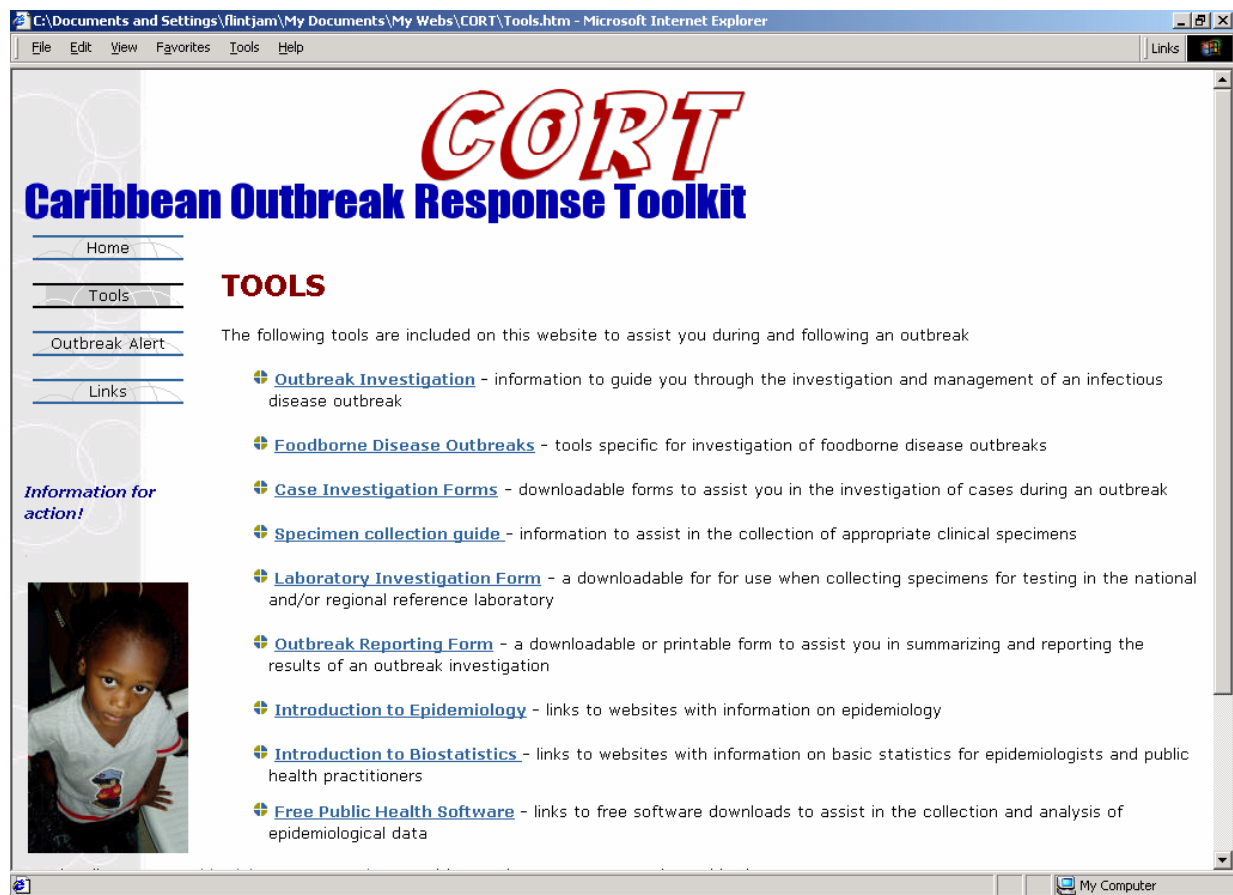 C:\Documents and Settings\flintjam\My Documents\My Webs\CORT\Tools.htm - Microsoft Internet Explorer
File Edit View Favorites Tools Help
Links
CORT
Caribbean Outbreak Response Toolkit
Home
Tools
Outbreak Alert
Links
Information for
action!
TOOLS
The following tools are included on this website to assist you during and following an outbreak
Outbreak Investigation - information to guide you through the investigation and management of an infectious
disease outbreak
Foodborne Disease Outbreaks - tools specific for investigation of foodborne disease outbreaks
Case Investigation Forms - downloadable forms to assist you in the investigation of cases during an outbreak
Specimen collection guide - information to assist in the collection of appropriate clinical specimens
Laboratory Investigation Form - a downloadable for for use when collecting specimens for testing in the national
and/or regional reference laboratory
Outbreak Reporting Form - a downloadable or printable form to assist you in summarizing and reporting the
results of an outbreak investigation
Introduction to Epidemiology - links to websites with information on epidemiology
Introduction to Biostatistics - links to websites with information on basic statistics for epidemiologists and public
health practitioners
Free Public Health Software - links to free software downloads to assist in the collection and analysis of
epidemiological data
My Computer